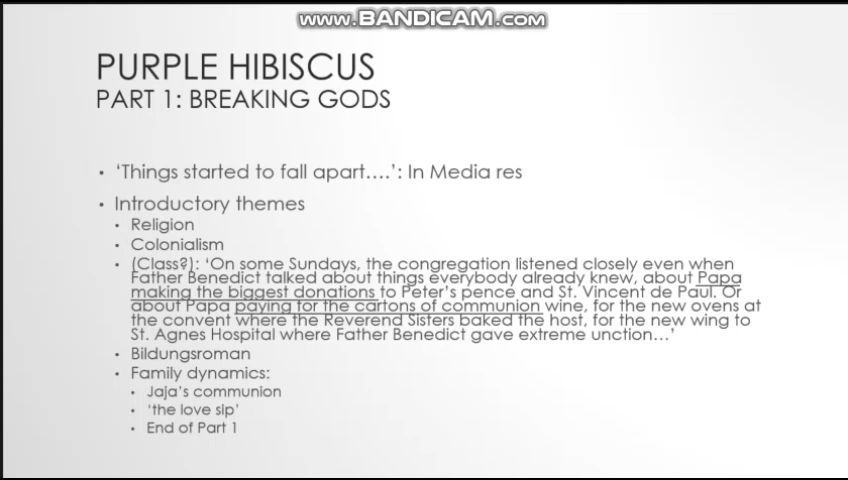 www.BANDICAM.com
PURPLE HIBISCUS
PART 1: BREAKING GODS
• 'Things started to fall apart....': In Media res
• Introductory themes
• Religion
• Colonialism
• (Class?): 'On some Sundays, the congregation listened closely even when
Father Benedict talked about things everybody already knew, about Papa
making the biggest donations to Peter's pence and St. Vincent de Paul. Or
about Papa paying for the cartons of communion wine, for the new ovens at
the convent where the Reverend Sisters baked the host, for the new wing to
St. Agnes Hospital where Father Benedict gave extreme unction...'
• Bildungsroman
• Family dynamics:
• Jaja's communion
• 'the love sip'
• End of Part 1